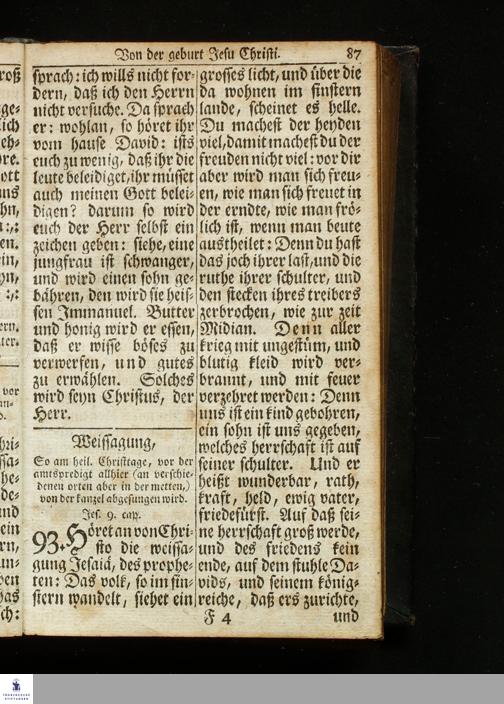 Von der geburt Jesu Christi. 87
sprach: ich wills nicht for-
dern, daß ich den Herrn
nicht versuche. Da sprach
er: wohlan, so höret ihr
vom hause David: ists
euch zu wenig, daß ihr die
leute beleidiget, ihr müsset
auch meinen Gott belei-
digen? darum so wird
euch der Herr selbst ein
zeichen geben: siehe, eine
jungfrau ist schwanger,
und wird einen sohn ge-
bähren, den wird sie heis-
sen Immanuel. Butter
und honig wird er essen,
daß er wisse böses zu
verwerfen, und gutes
zu erwählen. Solches
wird seyn Christus, der
Herr.
Weissagung,
So am heil. Christtage, vor der
amtspredigt allhier (an verschie-
denen orten aber in der metten,)
von der kanzel abgesungen wird.
Jes. 9. cap.
93. Höret an von Chri-
sto die weissa-
gung Jesaiä, des prophe-
ten: Das volk, so im fin-
stern wandelt, siehet ein
grosses licht, und über die
da wohnen im finstern
lande, scheinet es helle.
Du machest der heyden
viel, damit machest du der
freuden nicht viel: vor dir
aber wird man sich freu-
en, wie man sich freuet in
der erndte, wie man frö-
lich ist, wenn man beute
austheilet: Denn du hast
das joch ihrer last, und die
ruthe ihrer schulter, und
den stecken ihres treibers
zerbrochen, wie zur zeit
Midian. Denn aller
krieg mit ungestüm, und
blutig kleid wird ver-
brannt, und mit feuer
verzehret werden: Denn
uns ist ein kind gebohren,
ein sohn ist uns gegeben,
welches herrschaft ist auf
seiner schulter. Und er
heißt wunderbar, rath,
kraft, held, ewig vater,
friedefürst. Auf daß sei-
ne herrschaft groß werde,
und des friedens kein
ende, auf dem stuhle Da-
vids, und seinem könig-
reiche, daß ers zurichte,
F 4 und